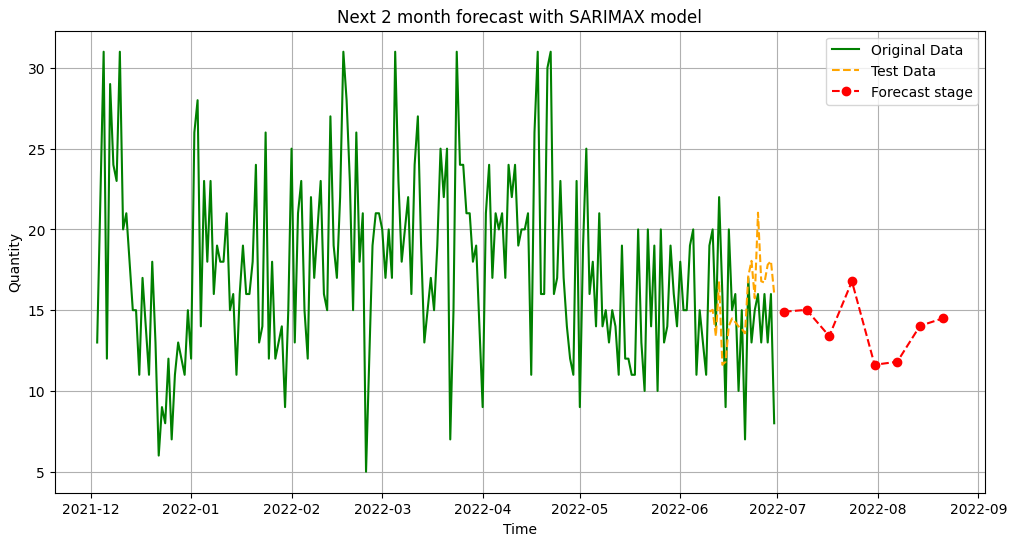 Next 2 month forecast with SARIMAX model
Original Data
Test Data
Forecast stage
Quantity
30
25
20
15
10
5
2021-12 2022-01 2022-02 2022-03 2022-04 2022-05 2022-06 2022-07 2022-08 2022-09
Time